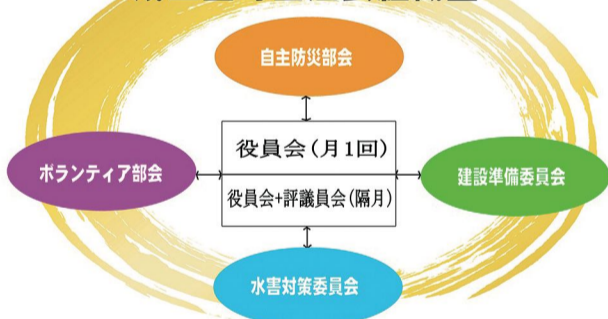 自主防災部会
役員会(月1回)
ボランティア部会
建設準備委員会
役員会+評議員会(隔月)
水害対策委員会